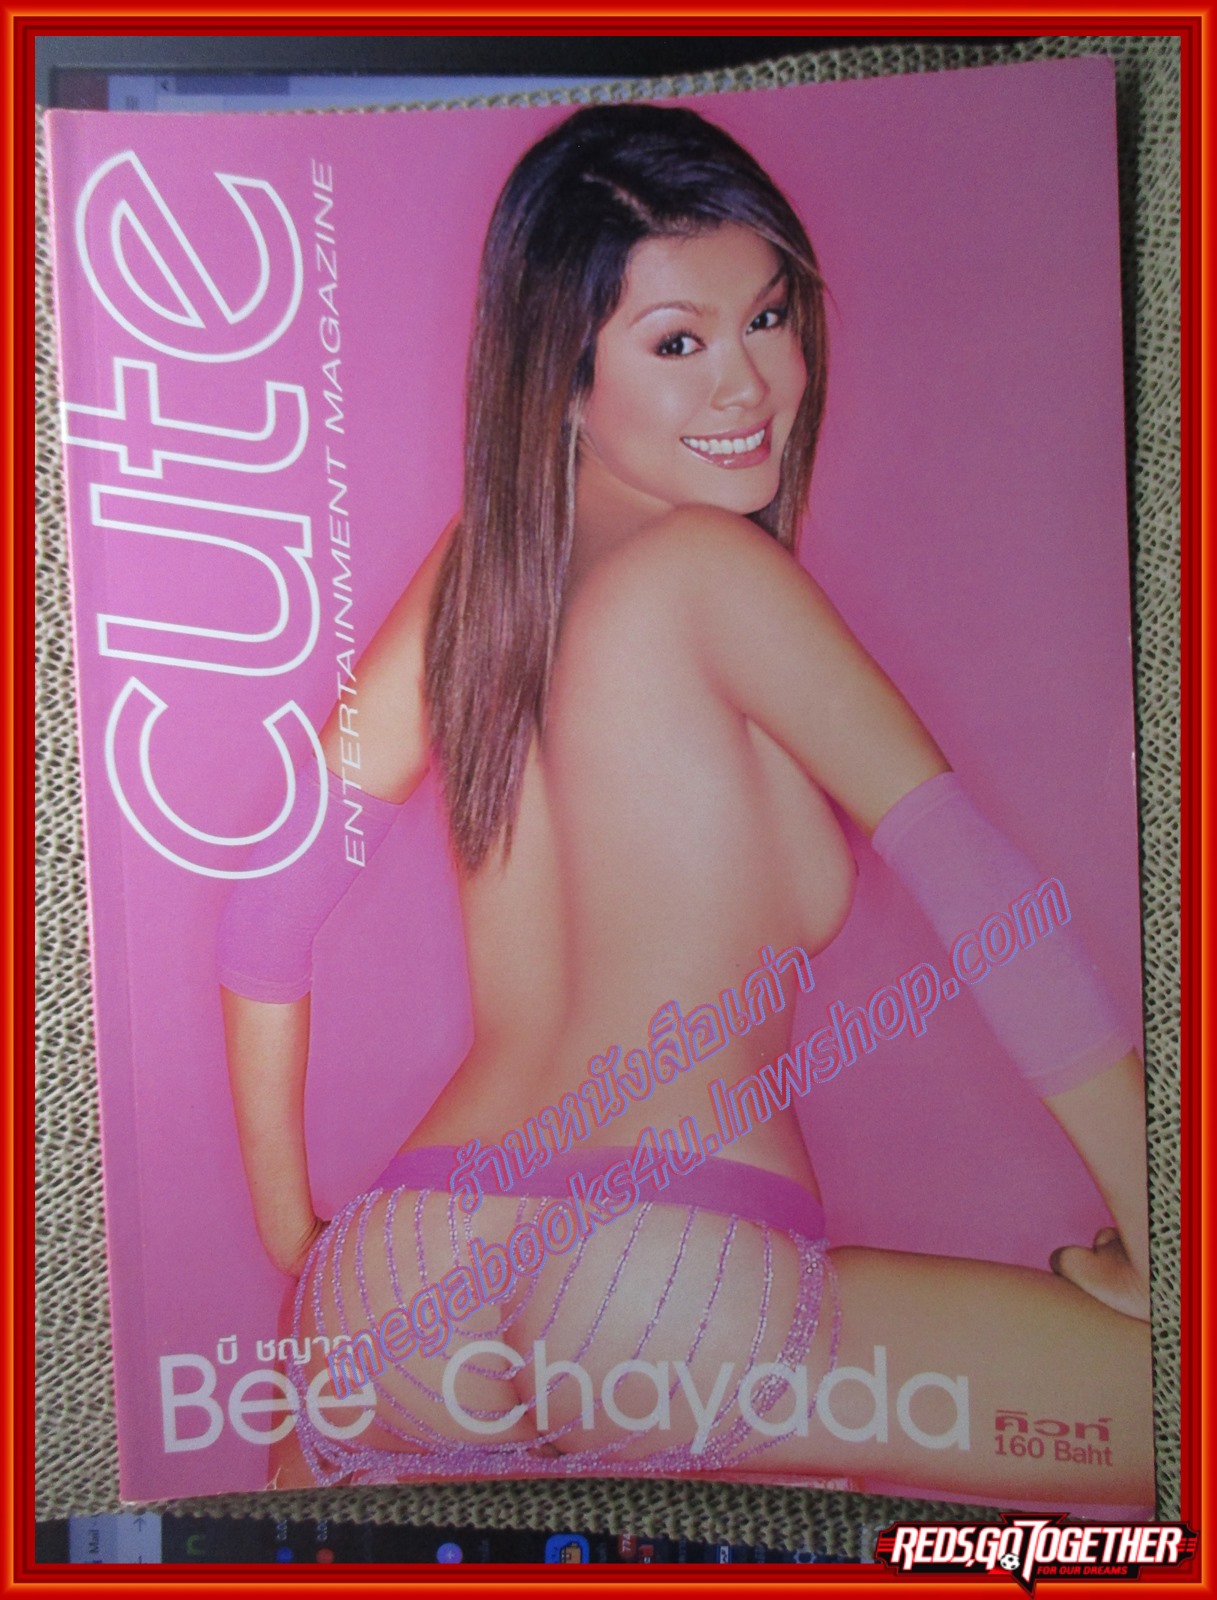 cute
ENTERTAINMENT MAGAZINE
ร้านหนังสือเก่า
megabooks4u.lnwshop.com
บี ชญาดา
Bee Chayada
คิวท์
160 Baht
REDS,GO TOGETHER
FOR OUR DREAMS